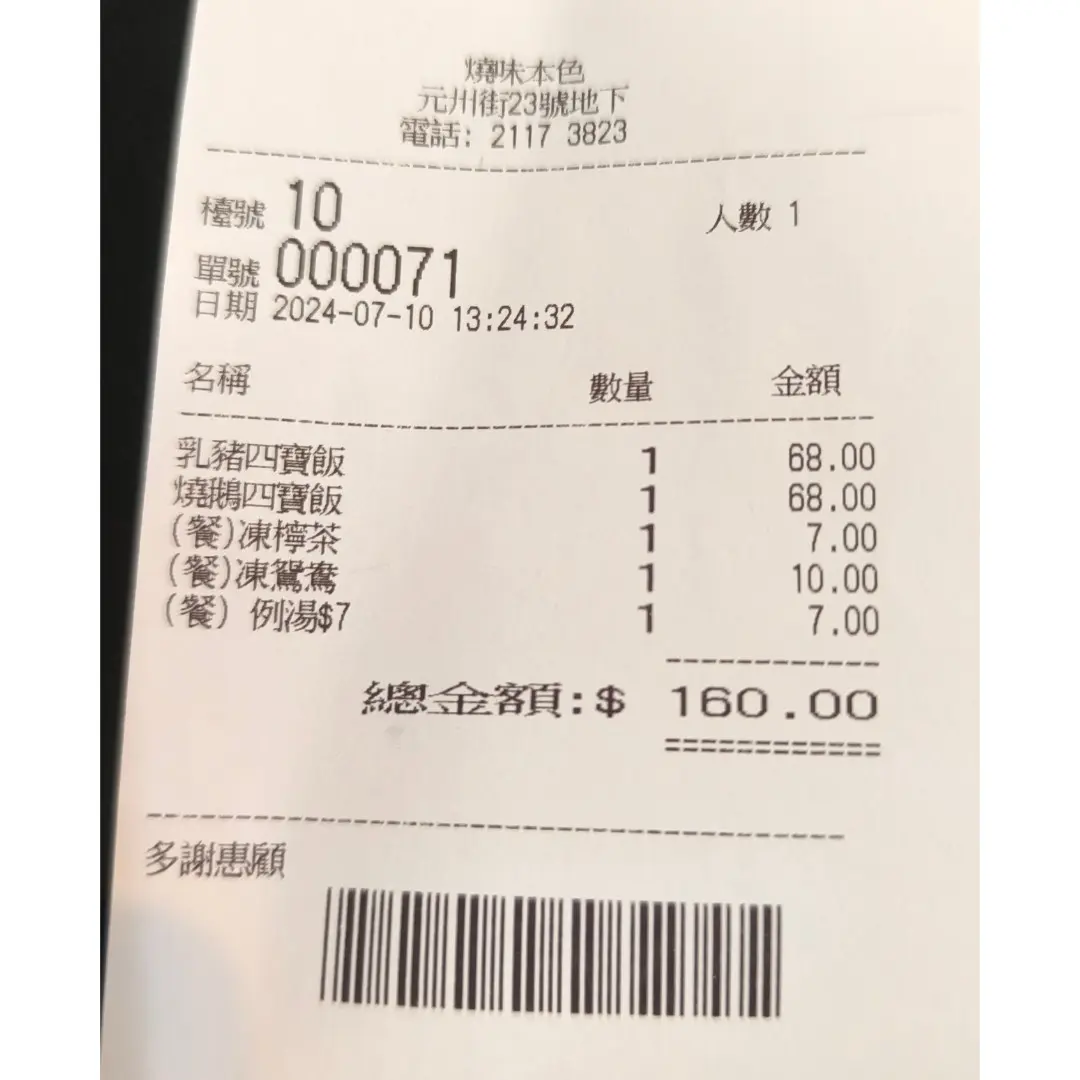 燒味本色
元州街23號地下
電話: 2117 3823
檯號 10 人數 1
單號 000071
日期 2024-07-10 13:24:32
名稱 數量 金額
乳豬四寶飯 1 68.00
燒鵝四寶飯 1 68.00
(餐)凍檸茶 1 7.00
(餐)凍鴛鴦 1 10.00
(餐) 例湯$7 1 7.00
總金額:$ 160.00
多謝惠顧